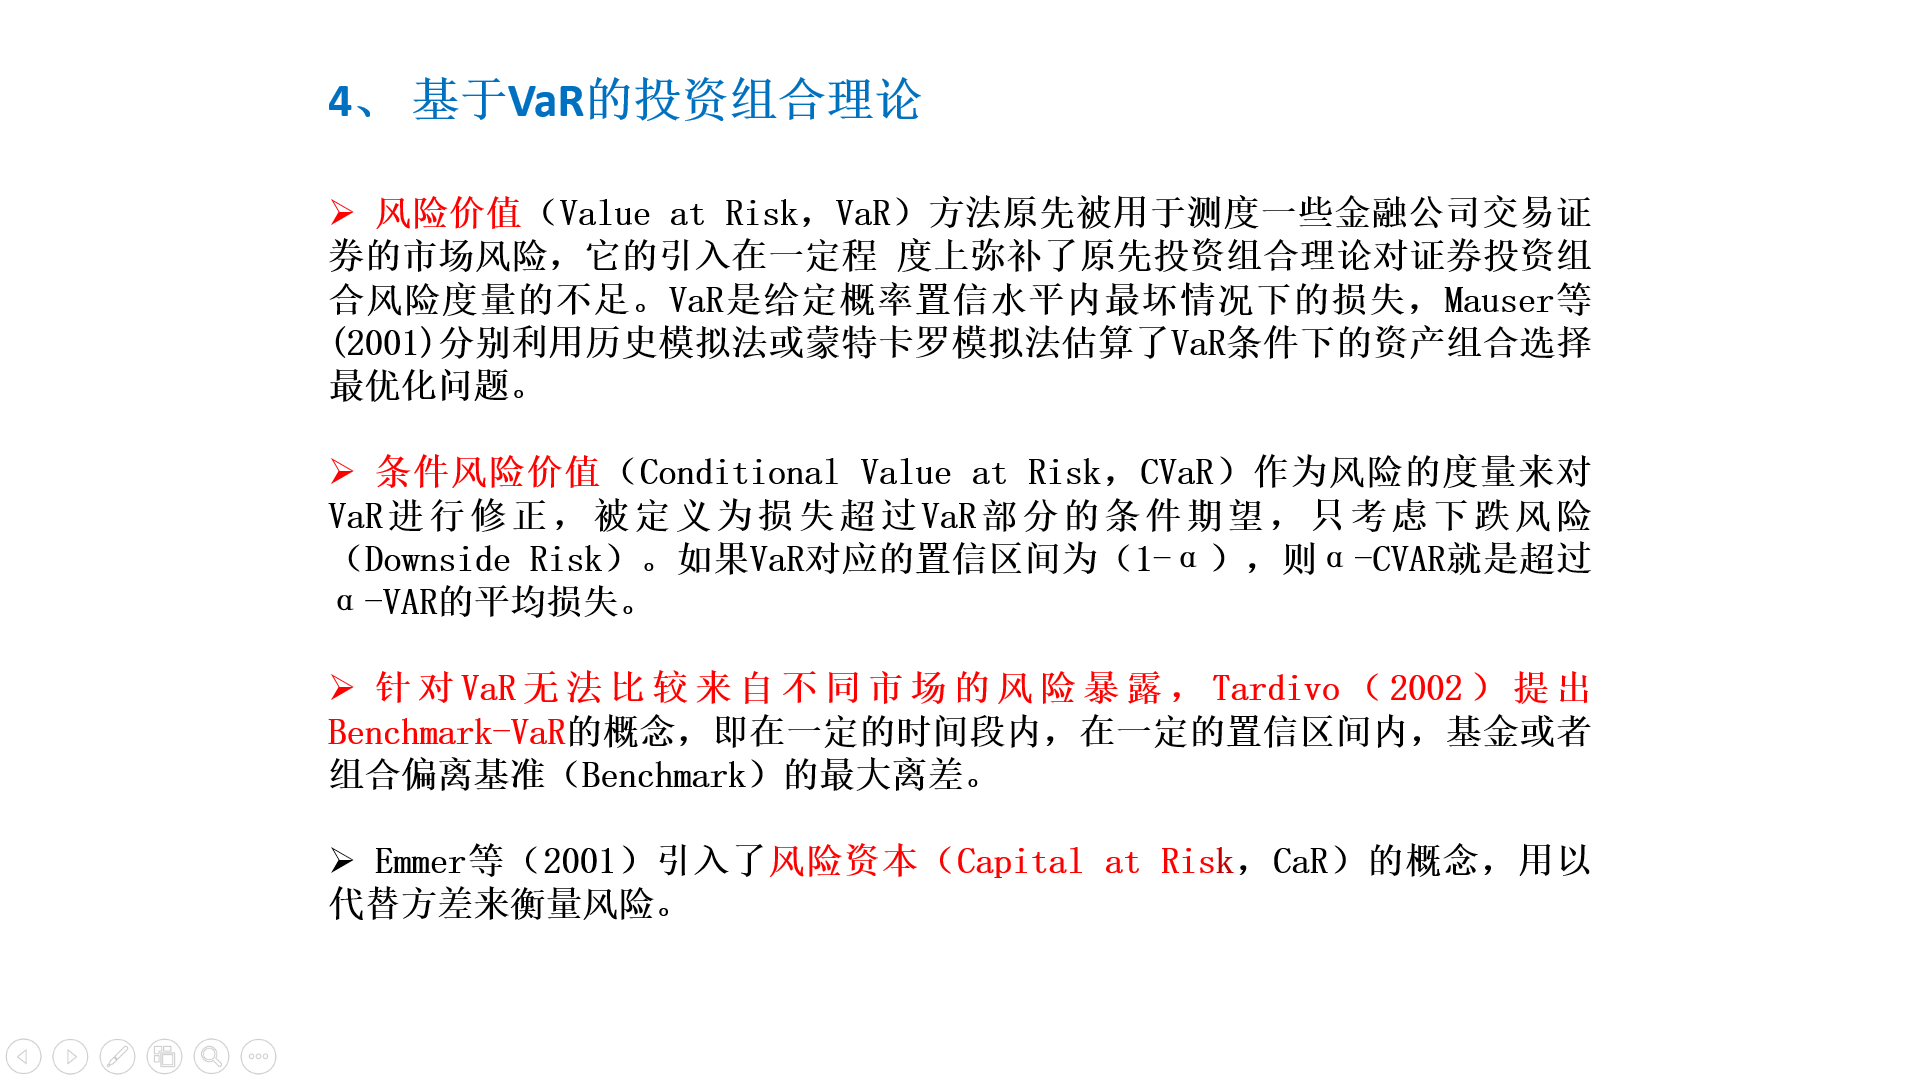 4、 基于VaR的投资组合理论
➢ 风险价值（Value at Risk，VaR）方法原先被用于测度一些金融公司交易证
券的市场风险，它的引入在一定程 度上弥补了原先投资组合理论对证券投资组
合风险度量的不足。VaR是给定概率置信水平内最坏情况下的损失，Mauser等
(2001)分别利用历史模拟法或蒙特卡罗模拟法估算了VaR条件下的资产组合选择
最优化问题。
➢ 条件风险价值（Conditional Value at Risk，CVaR）作为风险的度量来对
VaR进行修正，被定义为损失超过VaR部分的条件期望，只考虑下跌风险
（Downside Risk）。如果VaR对应的置信区间为（1-α），则α-CVAR就是超过
α-VAR的平均损失。
➢ 针对VaR无法比较来自不同市场的风险暴露，Tardivo（2002）提出
Benchmark-VaR的概念，即在一定的时间段内，在一定的置信区间内，基金或者
组合偏离基准（Benchmark）的最大离差。
➢ Emmer等（2001）引入了风险资本（Capital at Risk，CaR）的概念，用以
代替方差来衡量风险。